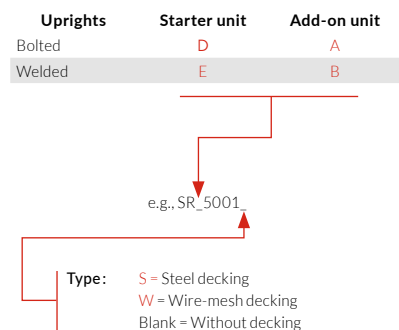 Uprights Starter unit Add-on unit
Bolted D A
Welded E B
e.g., SR_5001_
Type: S = Steel decking
W = Wire-mesh decking
Blank = Without decking